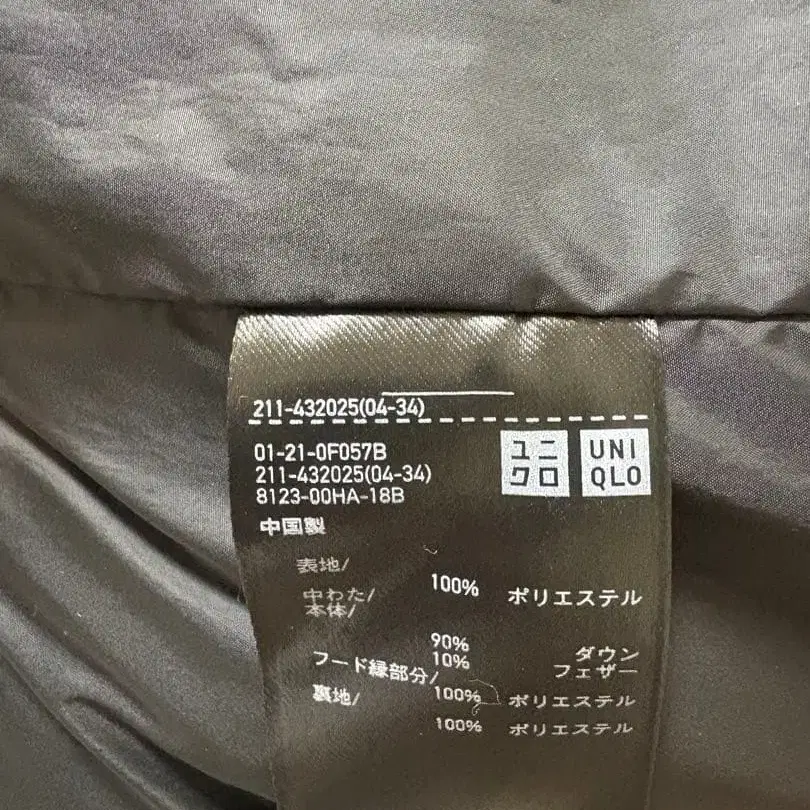 211-432025(04-34)
01-21-0F057B
211-432025(04-34)
8123-00HA-18B
ユニ
クロ
UNI
QLO
中国製
表地/
100% ポリエステル
中わた/
本体/
90% ダウン
10% フェザー
フード縁部分/
100% ポリエステル
裏地/
100% ポリエステル